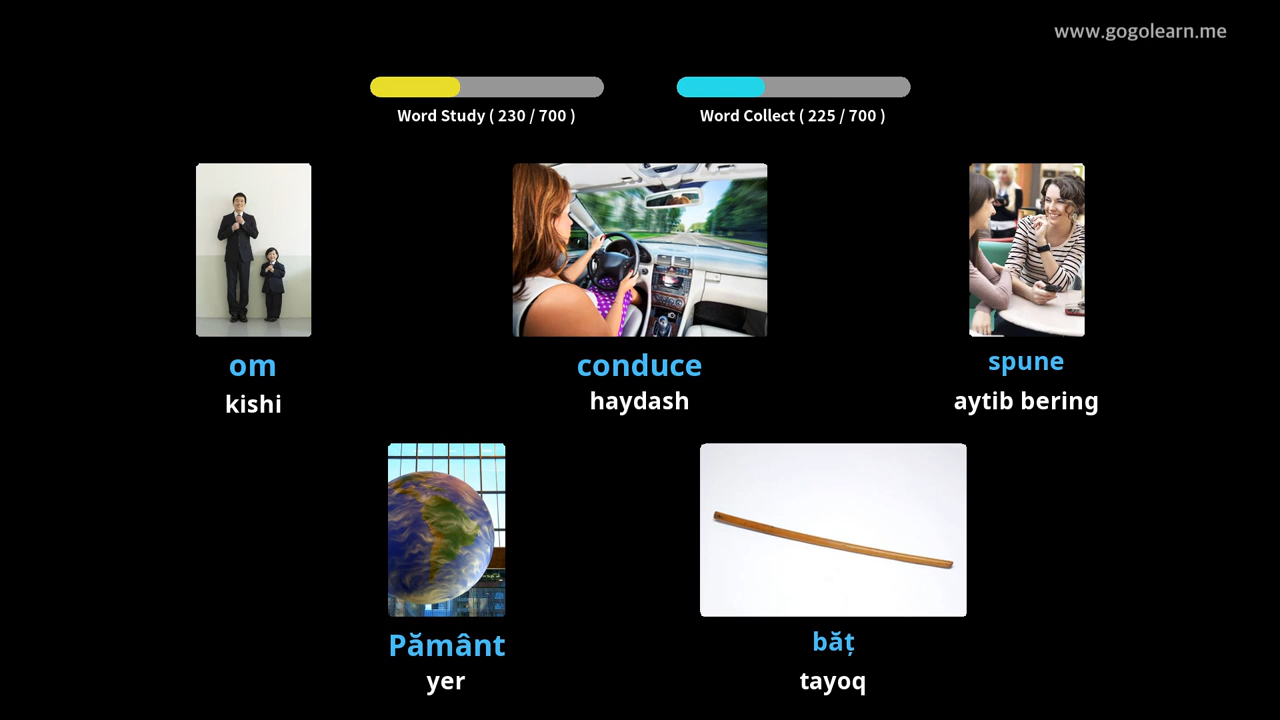 www.gogolearn.me
Word Study ( 230 / 700 )
Word Collect ( 225 / 700 )
om
kishi
conduce
haydash
spune
aytib bering
Pământ
yer
băț
tayoq